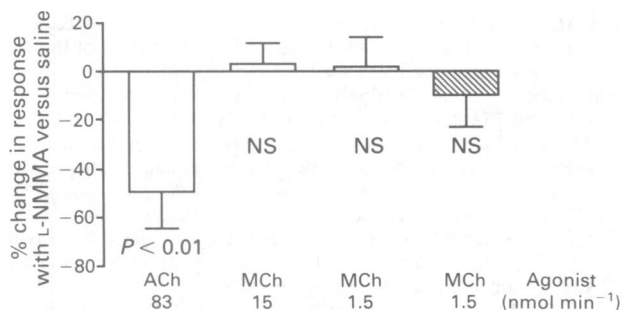 % change in response
with L-NMMA versus saline
20
0
−20
−40
−60
−80
NS NS NS
P < 0.01
ACh MCh MCh MCh Agonist
83 15 1.5 1.5 (nmol min⁻¹)